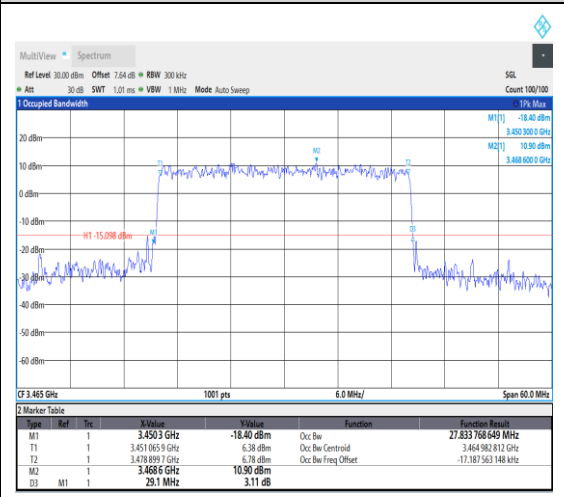 MultiView Spectrum
Ref Level 30.00 dBm Offset 7.64 dB RBW 300 kHz SGL
Att 30 dB SWT 1.01 ms VBW 1 MHz Mode Auto Sweep Count 100/100
1 Occupied Bandwidth 1Pk Max
M1[1] -18.40 dBm
3.450 300 0 GHz
M2[1] 10.90 dBm
3.468 600 0 GHz
20 dBm
M2
T1 T2
10 dBm
0 dBm
-10 dBm
H1 -15.098 dBm M1 D3
-20 dBm
-30 dBm
-40 dBm
-50 dBm
-60 dBm
CF 3.465 GHz 1001 pts 6.0 MHz/ Span 60.0 MHz
2 Marker Table
Type Ref Trc X-Value Y-Value Function Function Result
M1 1 3.4503 GHz -18.40 dBm Occ Bw 27.833 768 649 MHz
T1 1 3.451 065 9 GHz 6.38 dBm Occ Bw Centroid 3.464 982 812 GHz
T2 1 3.478 899 7 GHz 6.78 dBm Occ Bw Freq Offset -17.187 563 148 kHz
M2 1 3.4686 GHz 10.90 dBm
D3 M1 1 29.1 MHz 3.11 dB